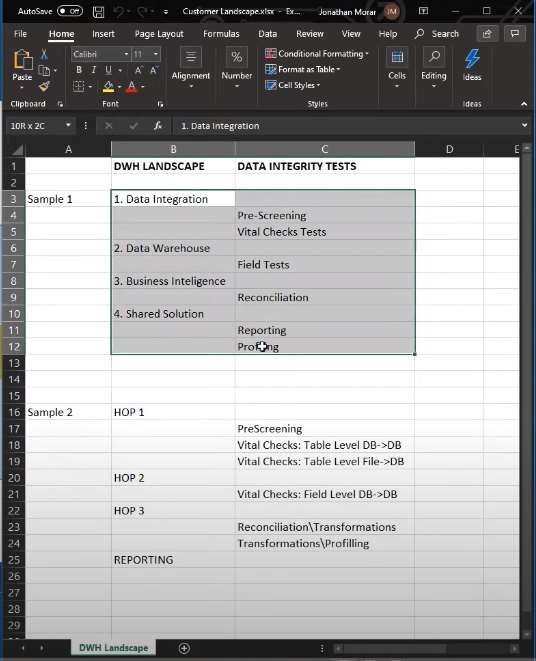 AutoSave Off Customer Landscape.xlsx - Ex... Jonathan Morar JM
File Home Insert Page Layout Formulas Data Review View Help Search
Paste Calibri 11 Alignment Number Conditional Formatting Format as Table Cell Styles Cells Editing Ideas
B I U A A
Clipboard Font Styles Ideas
10R x 2C fx 1. Data Integration
A B C D E
1 DWH LANDSCAPE DATA INTEGRITY TESTS
2
3 Sample 1 1. Data Integration
4 Pre-Screening
5 Vital Checks Tests
6 2. Data Warehouse
7 Field Tests
8 3. Business Inteligence
9 Reconciliation
10 4. Shared Solution
11 Reporting
12 Profiling
13
14
15
16 Sample 2 HOP 1
17 PreScreening
18 Vital Checks: Table Level DB->DB
19 Vital Checks: Table Level File->DB
20 HOP 2
21 Vital Checks: Field Level DB->DB
22 HOP 3
23 Reconciliation\Transformations
24 Transformations\Profilling
25 REPORTING
26
27
28
29
DWH Landscape